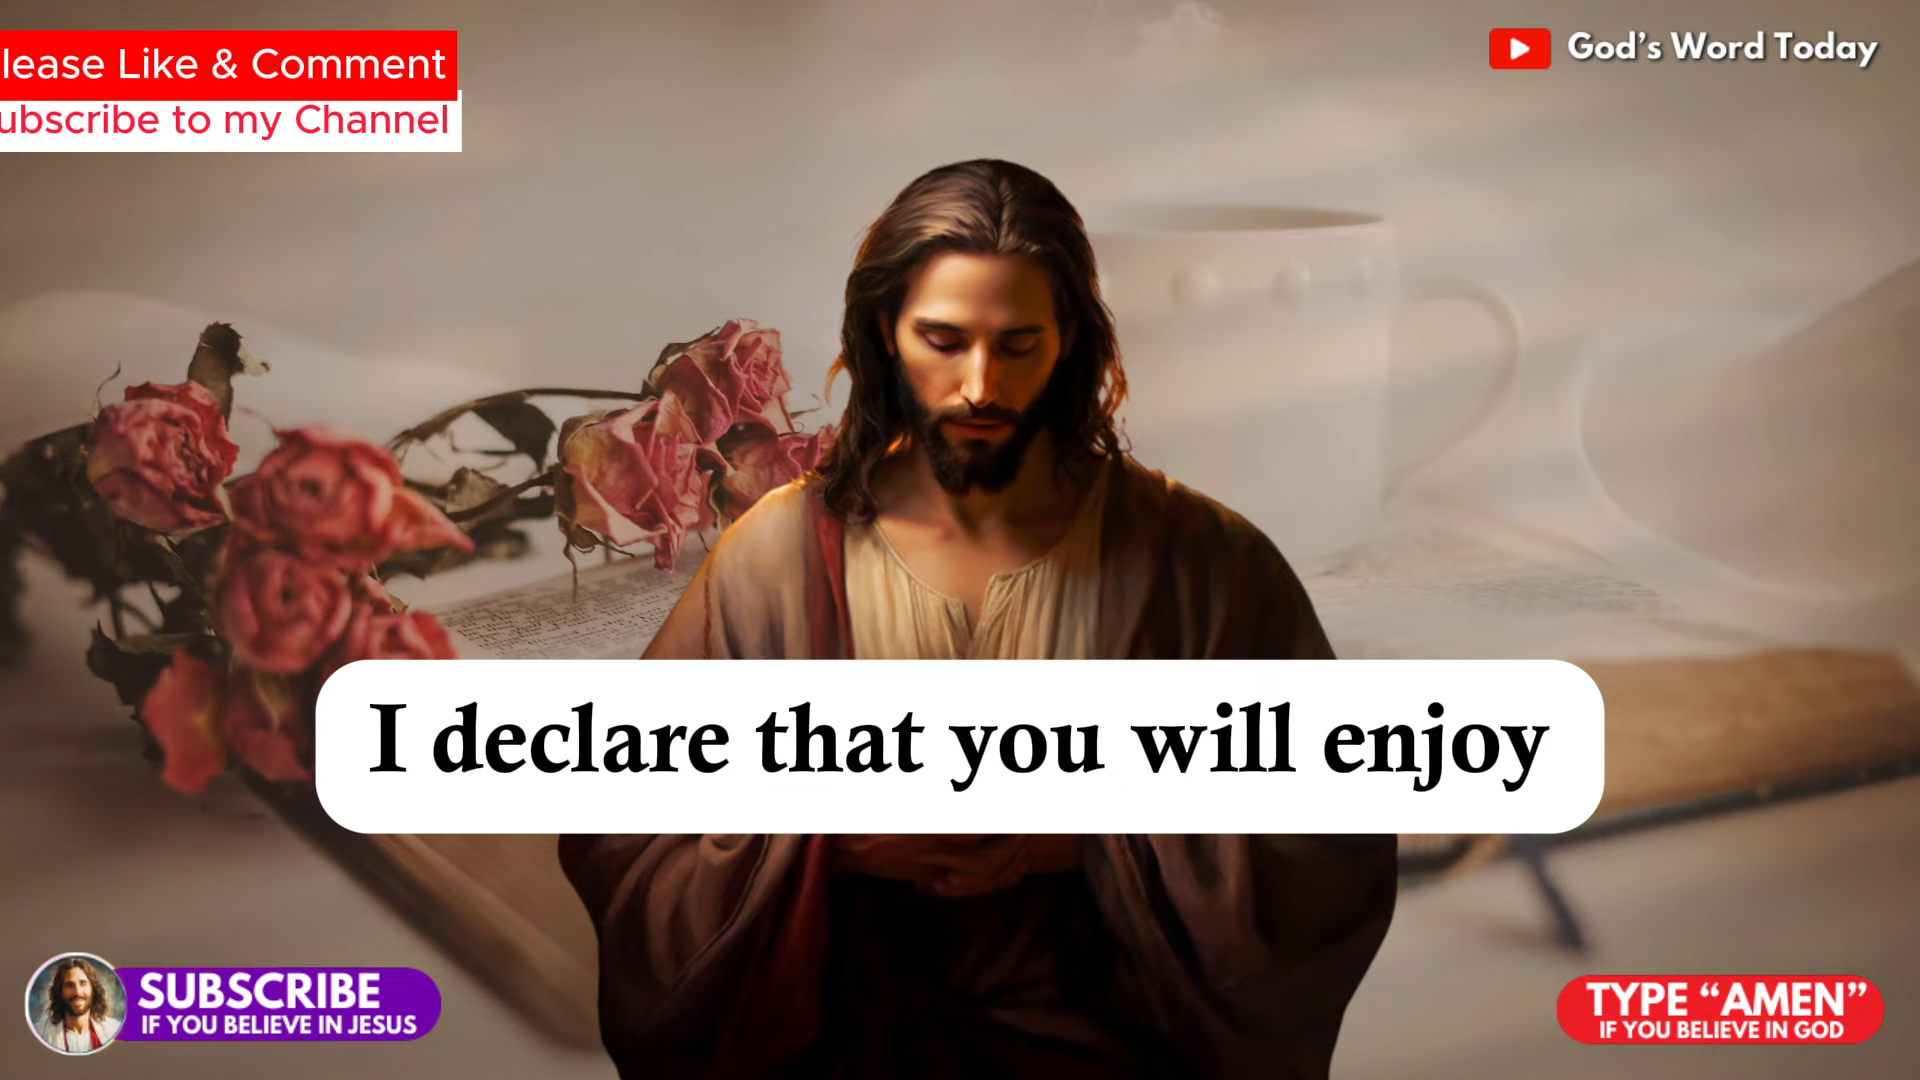 lease Like & Comment
ubscribe to my Channel
God's Word Today
I declare that you will enjoy
SUBSCRIBE
IF YOU BELIEVE IN JESUS
TYPE “AMEN”
IF YOU BELIEVE IN GOD